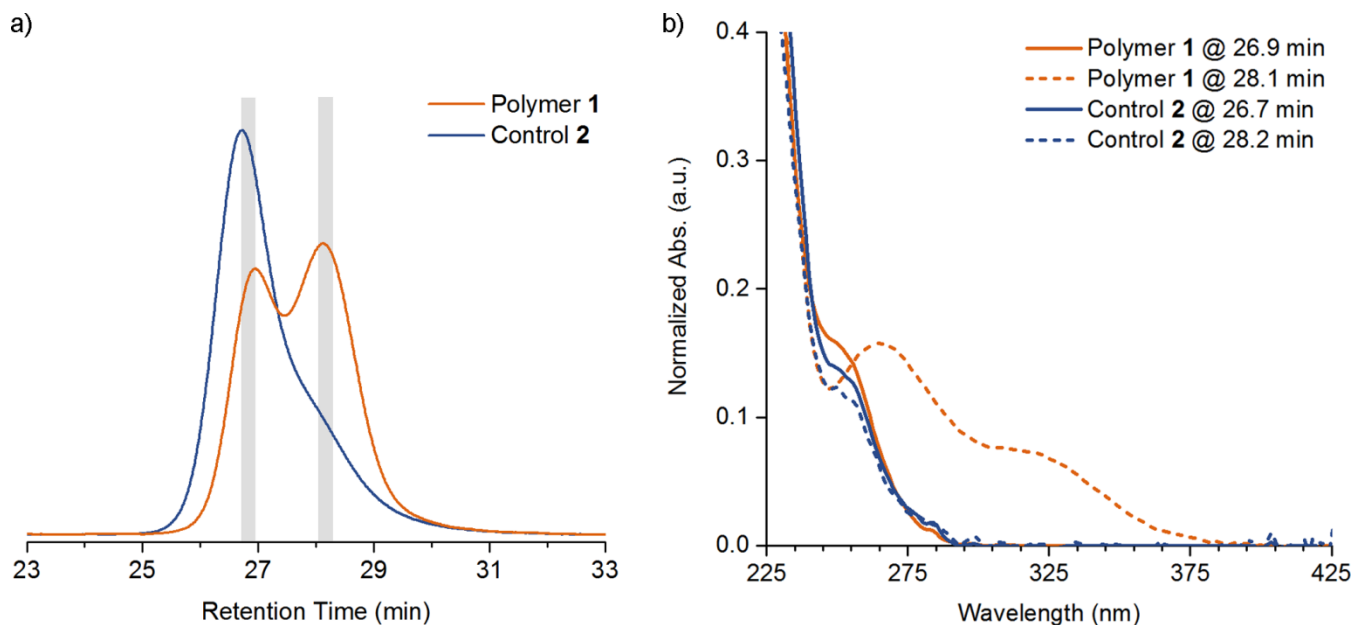 a)
Polymer 1
Control 2
23 25 27 29 31 33
Retention Time (min)
b)
Polymer 1 @ 26.9 min
Polymer 1 @ 28.1 min
Control 2 @ 26.7 min
Control 2 @ 28.2 min
0.4
0.3
0.2
0.1
0.0
Normalized Abs. (a.u.)
225 275 325 375 425
Wavelength (nm)